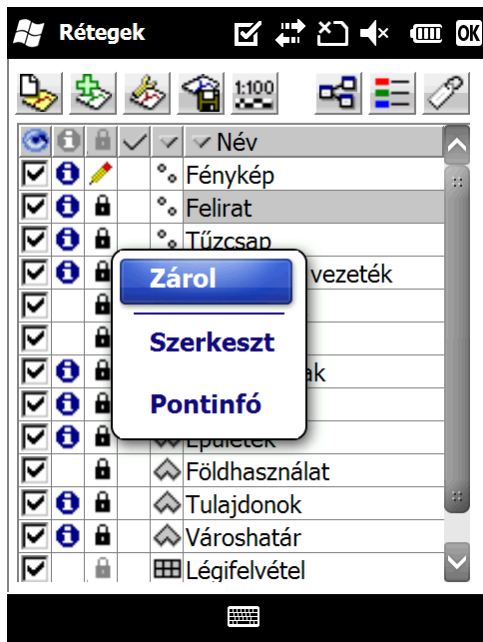 Rétegek OK
1:100
Név
Fénykép
Felirat
Tűzcsap
vezeték
Zárol
Szerkeszt
ak
Pontinfó
Épületek
Földhasználat
Tulajdonok
Városhatár
Légifelvétel